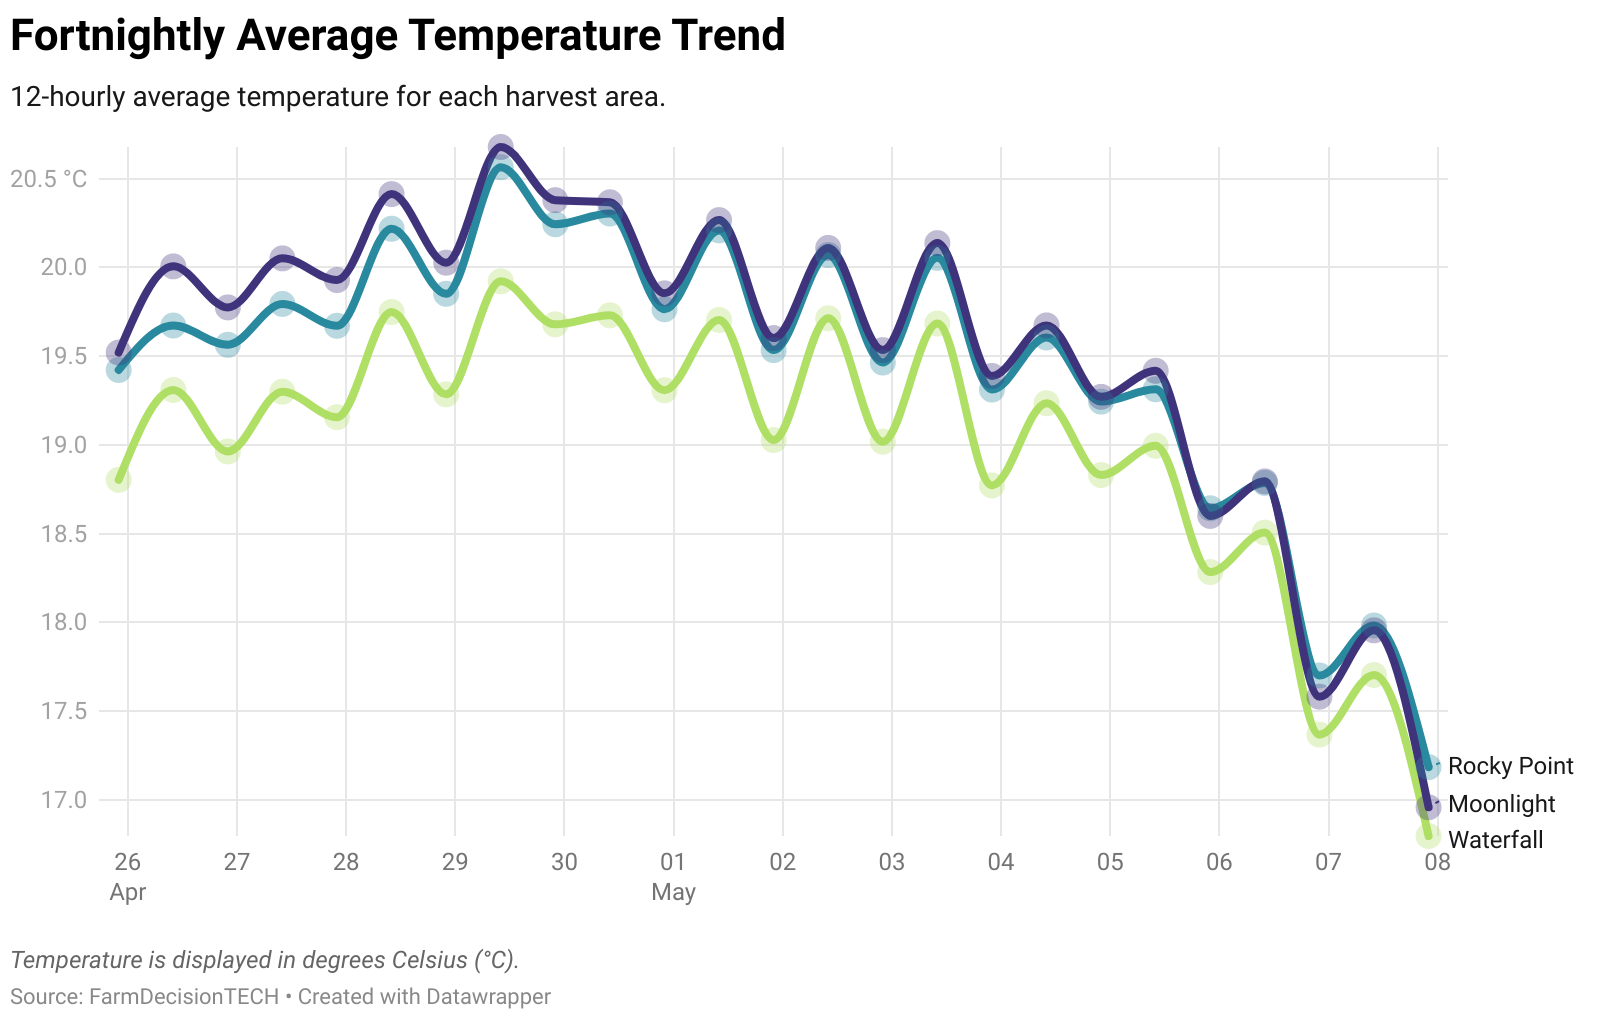 Fortnightly Average Temperature Trend
12-hourly average temperature for each harvest area.
20.5 °C
20.0
19.5
19.0
18.5
18.0
17.5
17.0
Rocky Point
Moonlight
Waterfall
26 27 28 29 30 01 02 03 04 05 06 07 08
Apr May
Temperature is displayed in degrees Celsius (°C).
Source: FarmDecisionTECH • Created with Datawrapper